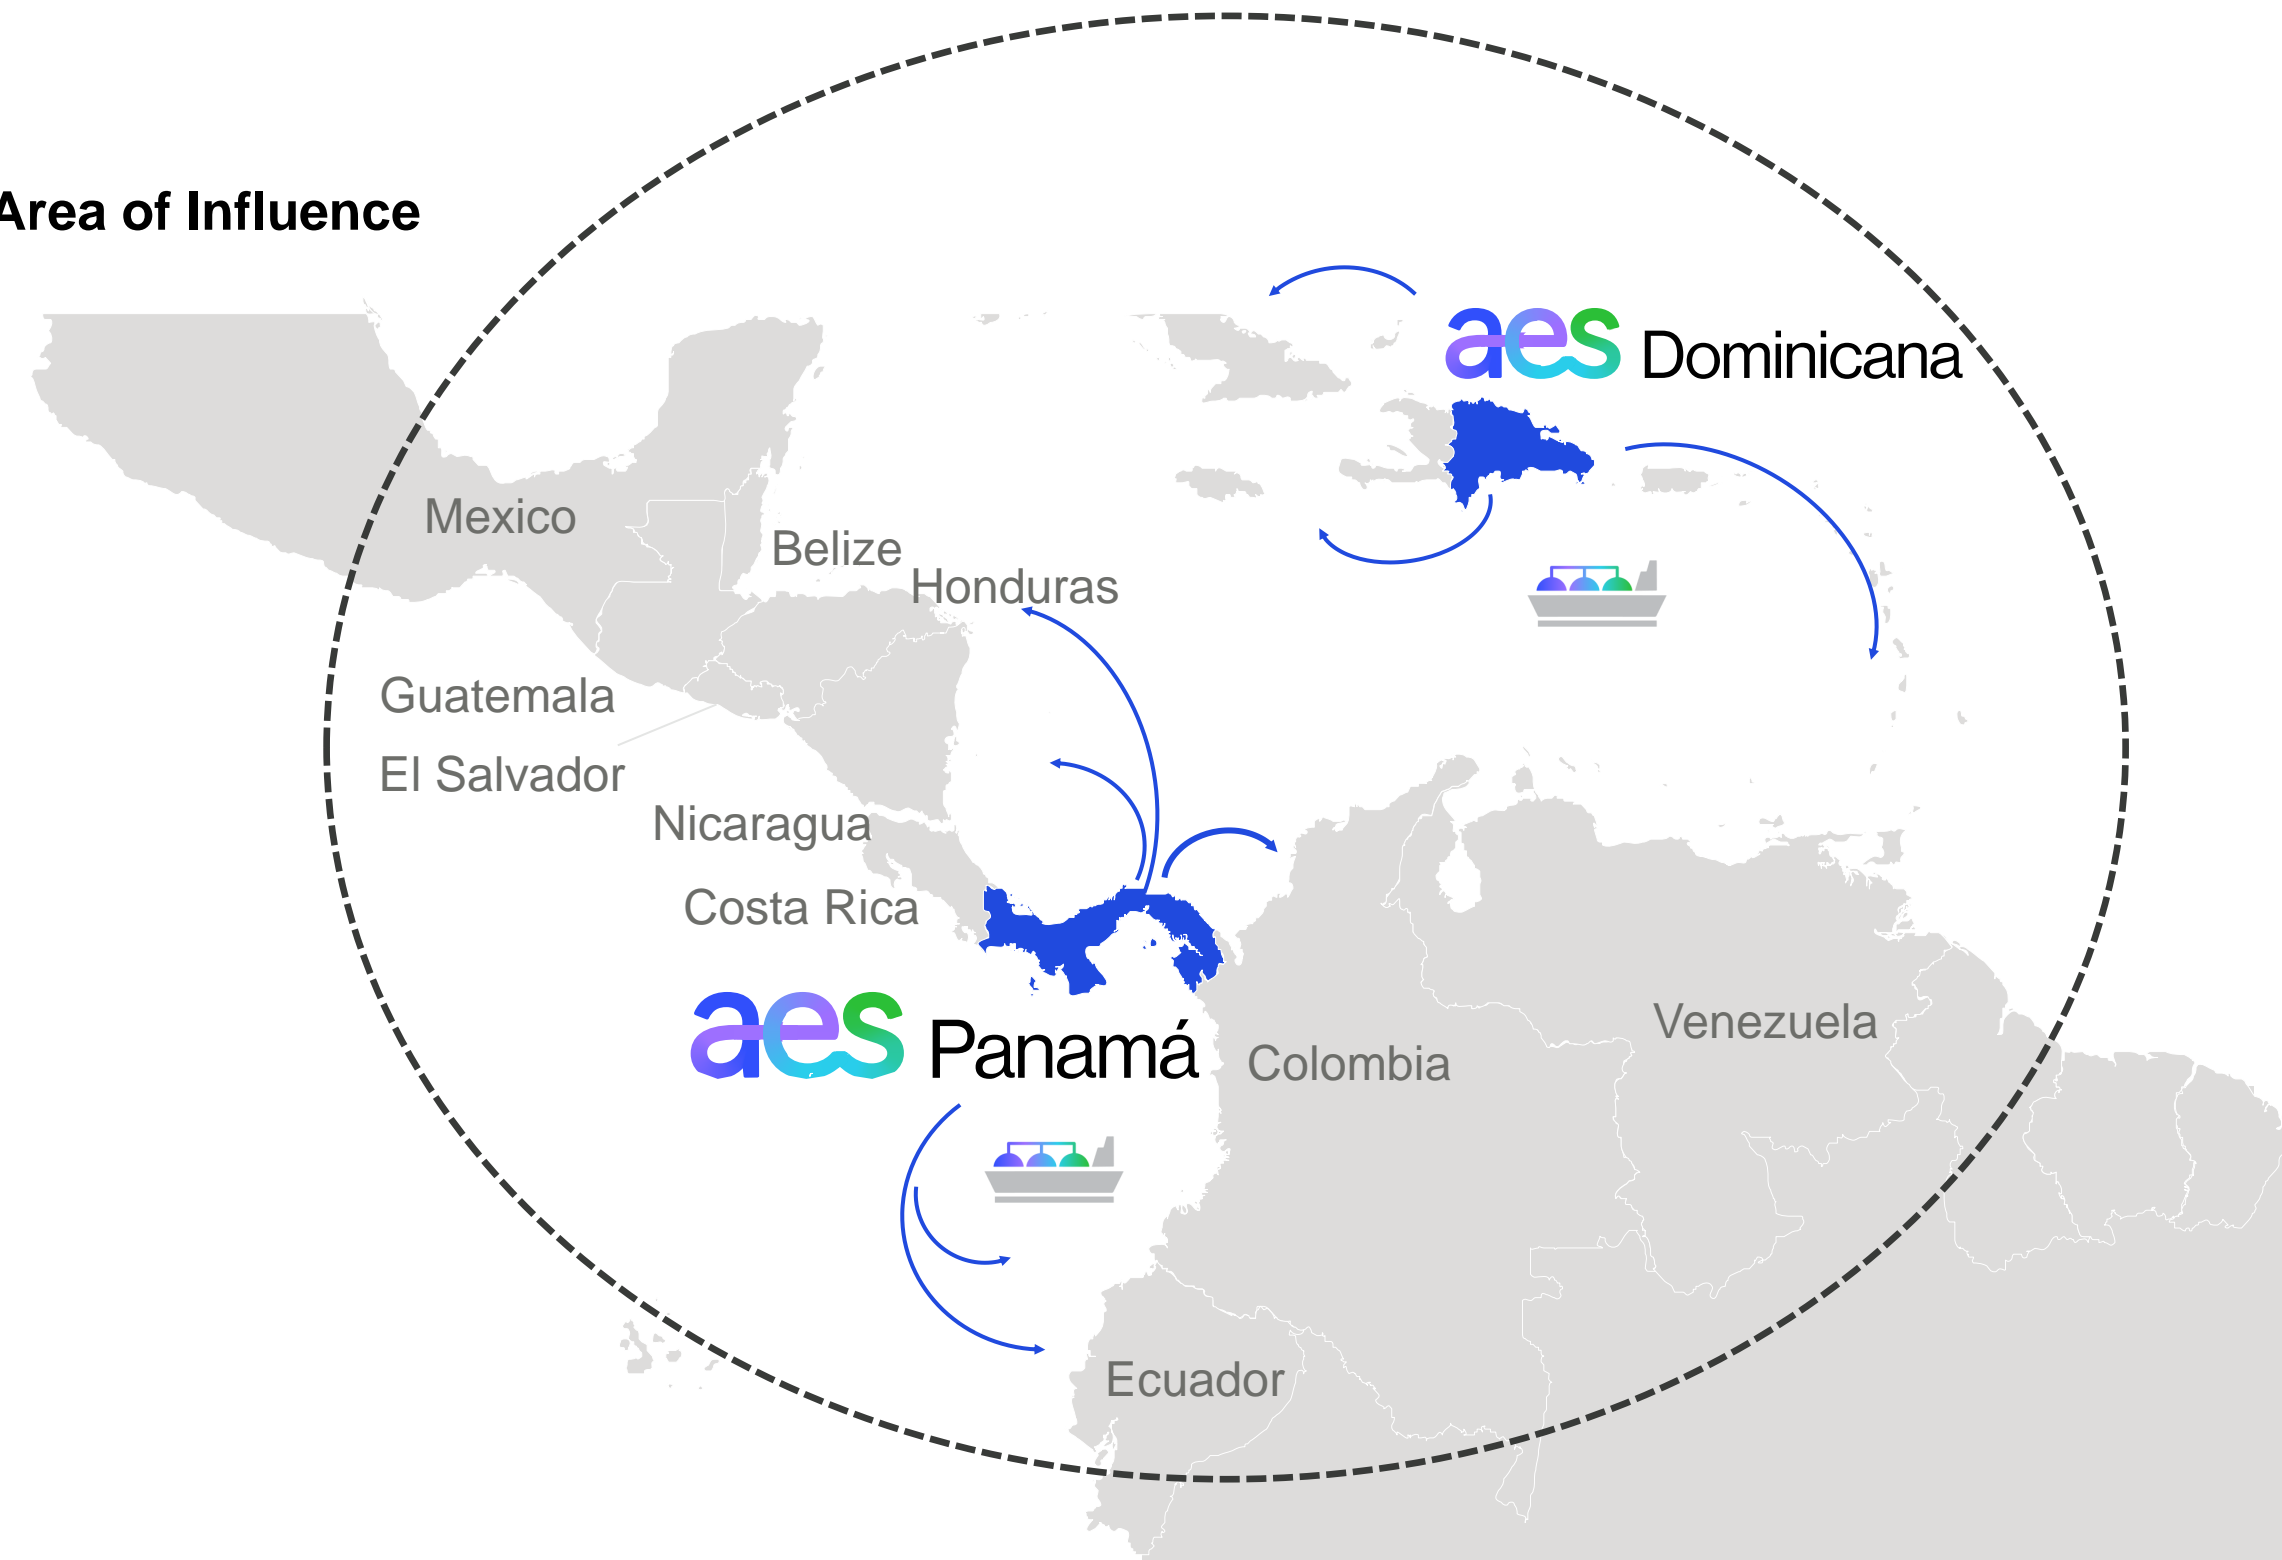 Area of Influence
aes Dominicana
Mexico
Belize
Honduras
Guatemala
El Salvador
Nicaragua
Costa Rica
aes Panamá
Venezuela
Colombia
Ecuador